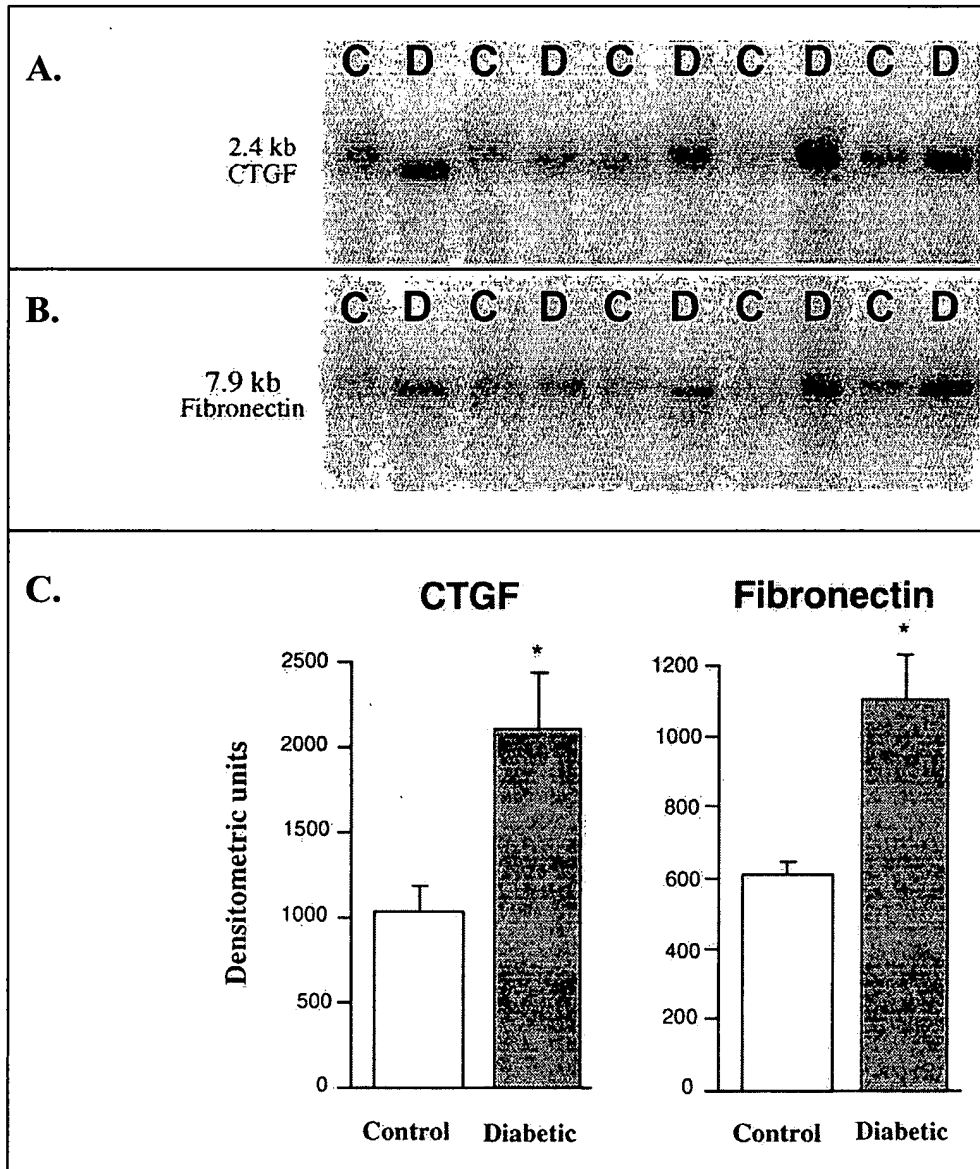 A.
C D C D C D C D C D
2.4 kb
CTGF
B.
C D C D C D C D C D
7.9 kb
Fibronectin
C.
CTGF
Fibronectin
*
*
Densitometric units
2500
2000
1500
1000
500
0
1200
1000
800
600
400
200
0
Control Diabetic
Control Diabetic